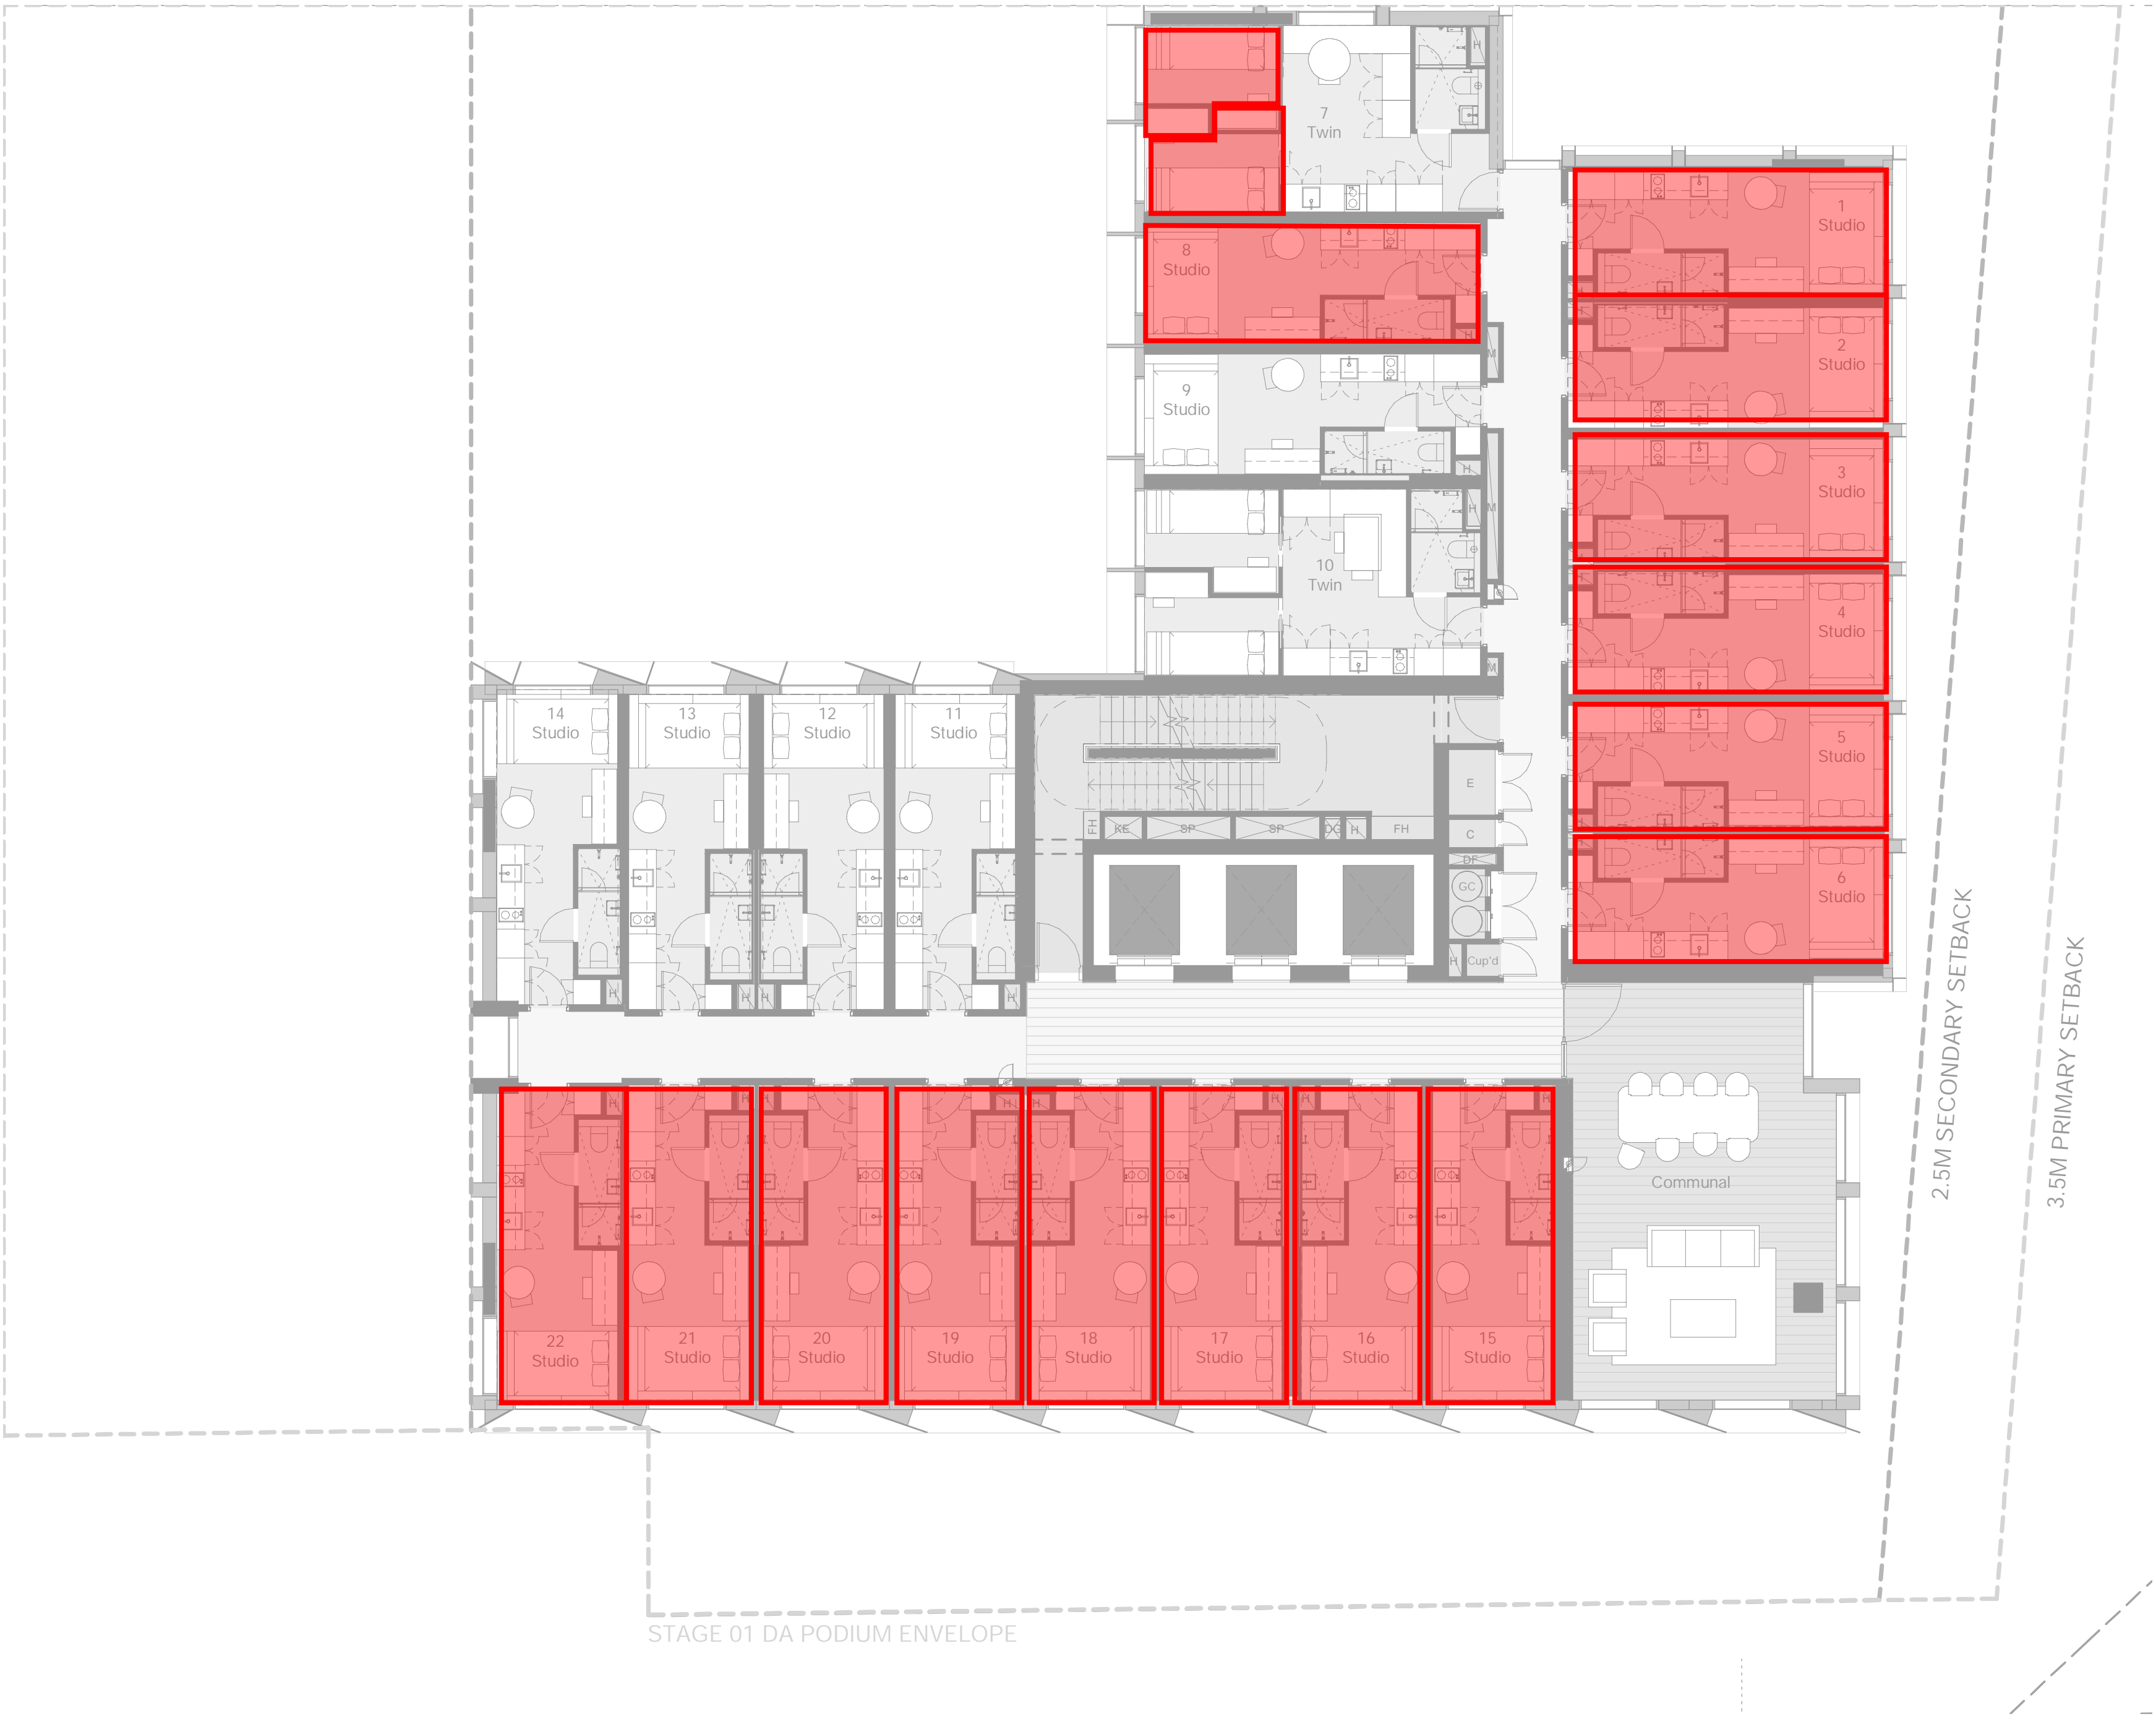 H
7
Twin
1
Studio
8
Studio
H
M
2
Studio
9
Studio
H
3
Studio
H
M
10
Twin
4
Studio
M
14
Studio
13
Studio
12
Studio
11
Studio
5
Studio
E
FH
KE
SP
SP
DG
H
FH
C
DF
GC
6
Studio
H
Cup'd
H
H
H
H
2.5M SECONDARY SETBACK
3.5M PRIMARY SETBACK
H
H
H
H
H
H
H
H
Communal
22
Studio
21
Studio
20
Studio
19
Studio
18
Studio
17
Studio
16
Studio
15
Studio
STAGE 01 DA PODIUM ENVELOPE